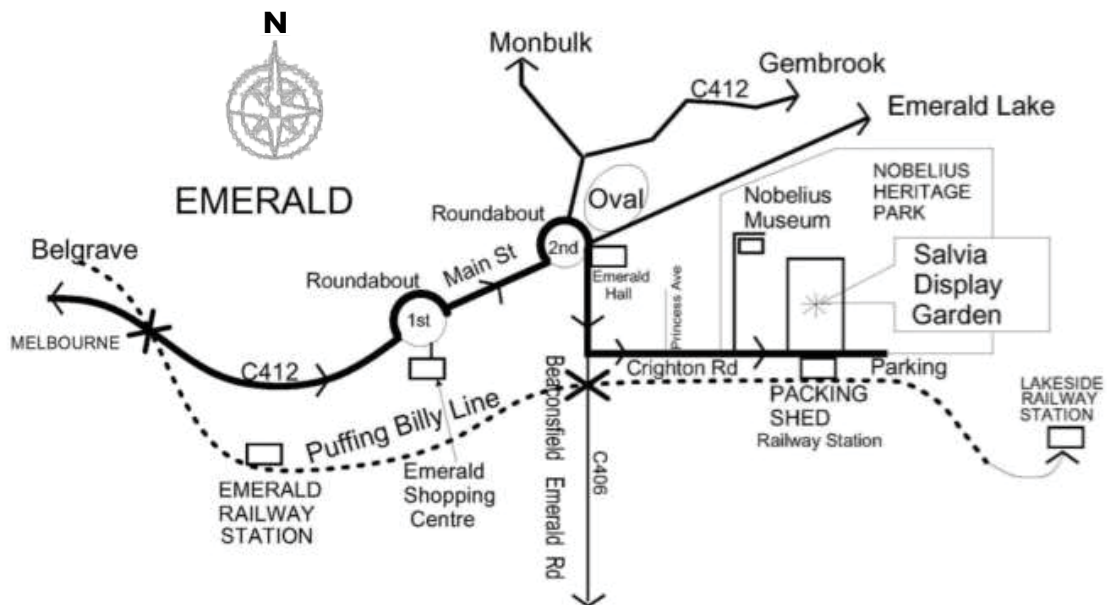 N
Monbulk
Gembrook
C412
Emerald Lake
EMERALD
Oval
NOBELIUS
HERITAGE
PARK
Nobelius
Museum
Roundabout
2nd
Belgrave
Main St
Emerald
Hall
Salvia
Display
Garden
Roundabout
1st
Princess Ave
MELBOURNE
C412
Crighton Rd
Parking
Puffing Billy Line
Beaconsfield Emerald Rd
C406
PACKING
SHED
Railway Station
LAKESIDE
RAILWAY
STATION
Emerald
Shopping
Centre
EMERALD
RAILWAY
STATION